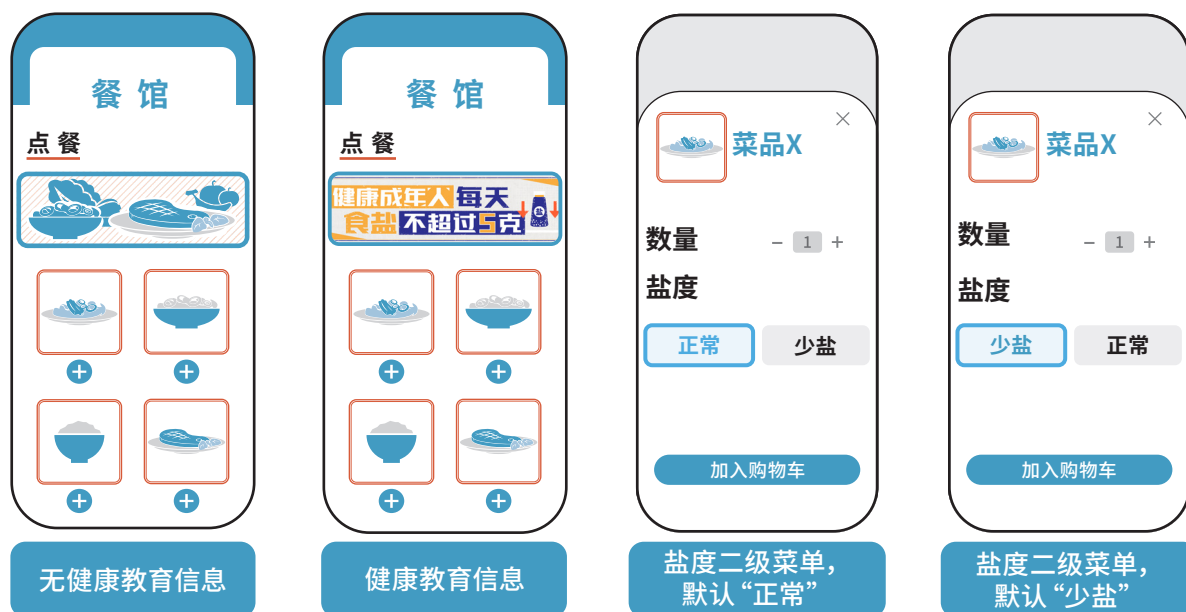 餐馆
点餐
无健康教育信息
餐馆
点餐
健康成年人每天
食盐不超过5克
盐
健康教育信息
菜品X
数量
- 1 +
盐度
正常
少盐
加入购物车
盐度二级菜单,
默认“正常”
菜品X
数量
- 1 +
盐度
少盐
正常
加入购物车
盐度二级菜单,
默认“少盐”